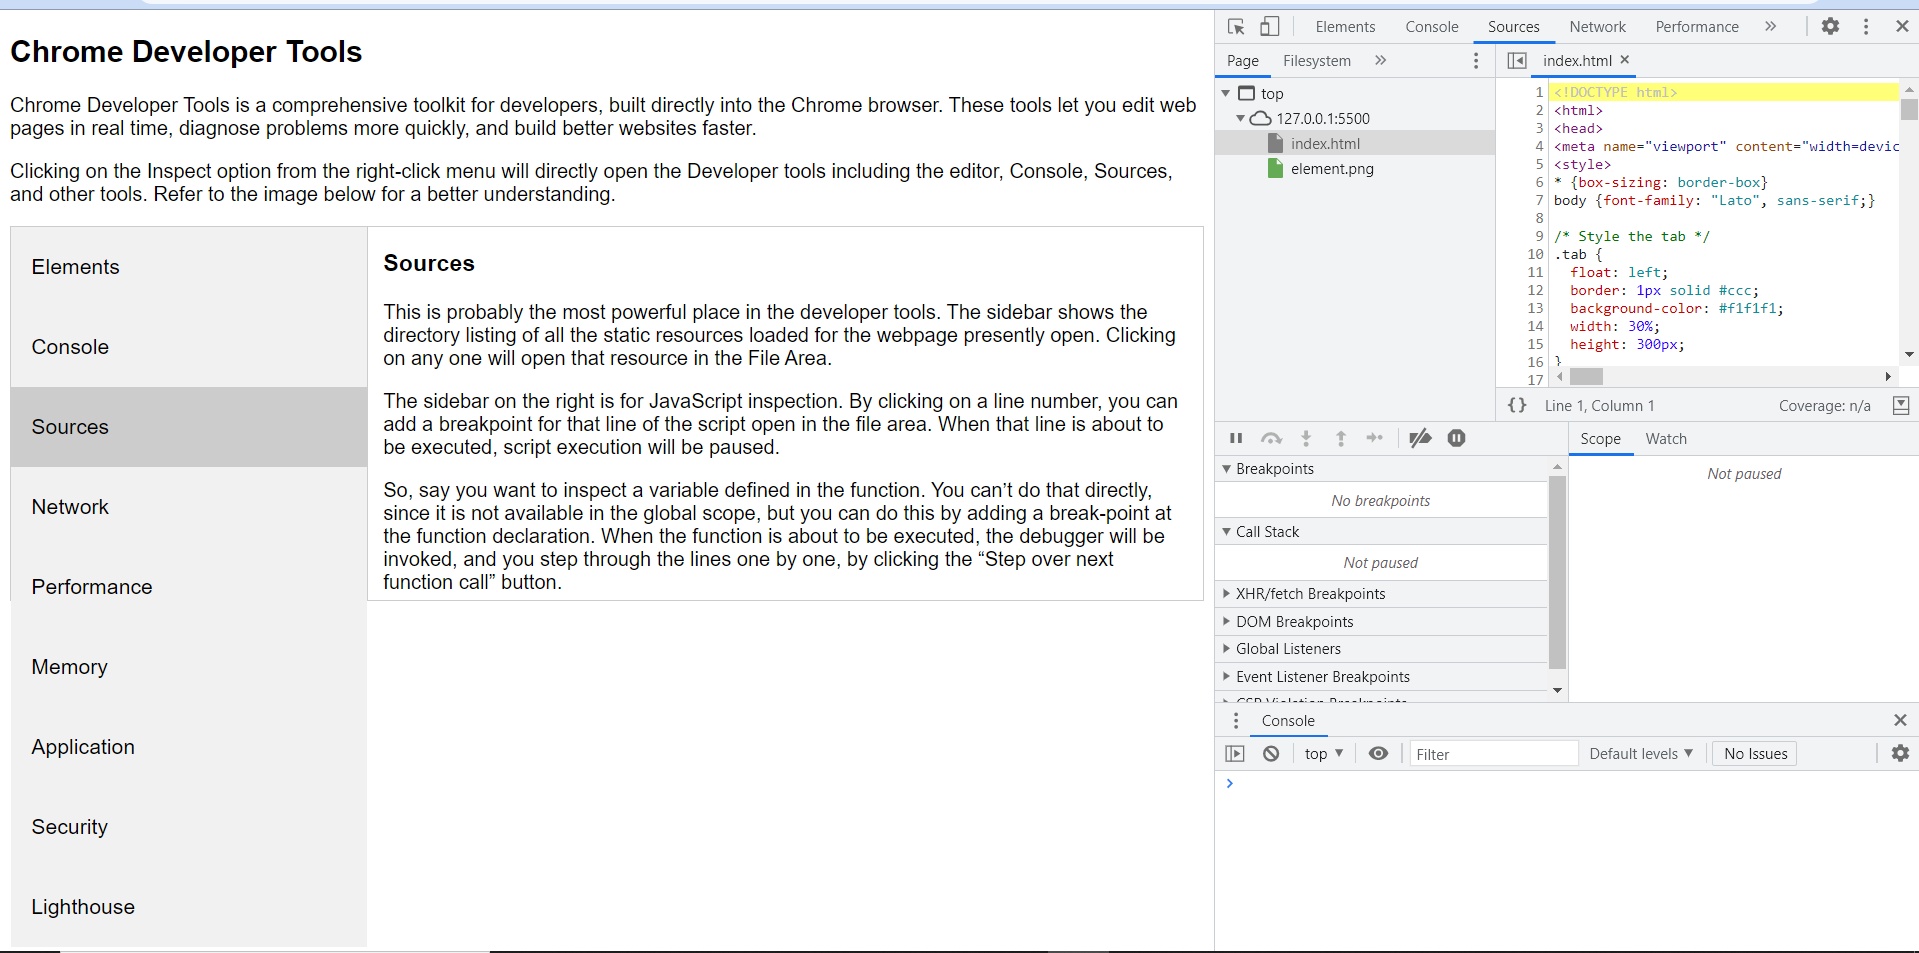 Chrome Developer Tools
Chrome Developer Tools is a comprehensive toolkit for developers, built directly into the Chrome browser. These tools let you edit web
pages in real time, diagnose problems more quickly, and build better websites faster.
Clicking on the Inspect option from the right-click menu will directly open the Developer tools including the editor, Console, Sources,
and other tools. Refer to the image below for a better understanding.
Elements
Console
Sources
Network
Performance
Memory
Application
Security
Lighthouse
Sources
This is probably the most powerful place in the developer tools. The sidebar shows the
directory listing of all the static resources loaded for the webpage presently open. Clicking
on any one will open that resource in the File Area.
The sidebar on the right is for JavaScript inspection. By clicking on a line number, you can
add a breakpoint for that line of the script open in the file area. When that line is about to
be executed, script execution will be paused.
So, say you want to inspect a variable defined in the function. You can’t do that directly,
since it is not available in the global scope, but you can do this by adding a break-point at
the function declaration. When the function is about to be executed, the debugger will be
invoked, and you step through the lines one by one, by clicking the “Step over next
function call” button.
Elements Console Sources Network Performance »
Page Filesystem »
top
127.0.0.1:5500
index.html
element.png
index.html ×
1 <!DOCTYPE html>
2 <html>
3 <head>
4 <meta name="viewport" content="width=devic
5 <style>
6 * {box-sizing: border-box}
7 body {font-family: "Lato", sans-serif;}
8
9 /* Style the tab */
10 .tab {
11 float: left;
12 border: 1px solid #ccc;
13 background-color: #f1f1f1;
14 width: 30%;
15 height: 300px;
16 }
17
{} Line 1, Column 1 Coverage: n/a
Breakpoints
No breakpoints
Call Stack
Not paused
XHR/fetch Breakpoints
DOM Breakpoints
Global Listeners
Event Listener Breakpoints
CSP Violation Breakpoints
Scope Watch
Not paused
Console
top Filter Default levels No Issues
›